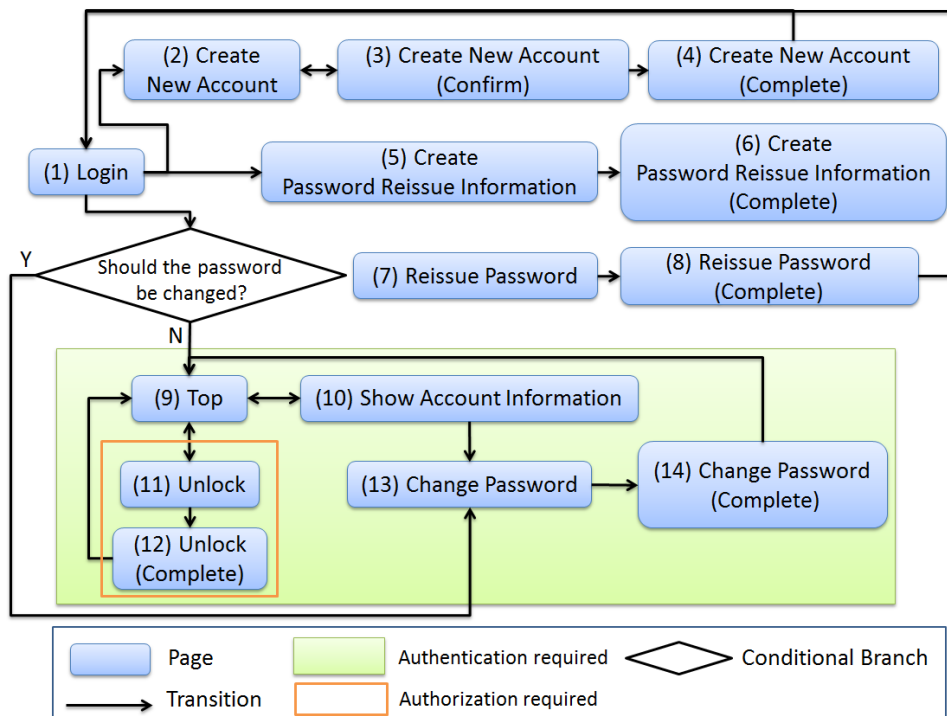 (2) Create
New Account
(3) Create New Account
(Confirm)
(4) Create New Account
(Complete)
(1) Login
(5) Create
Password Reissue Information
(6) Create
Password Reissue Information
(Complete)
Y
Should the password
be changed?
(7) Reissue Password
(8) Reissue Password
(Complete)
N
(9) Top
(10) Show Account Information
(11) Unlock
(13) Change Password
(14) Change Password
(Complete)
(12) Unlock
(Complete)
Page
Authentication required
Conditional Branch
Transition
Authorization required